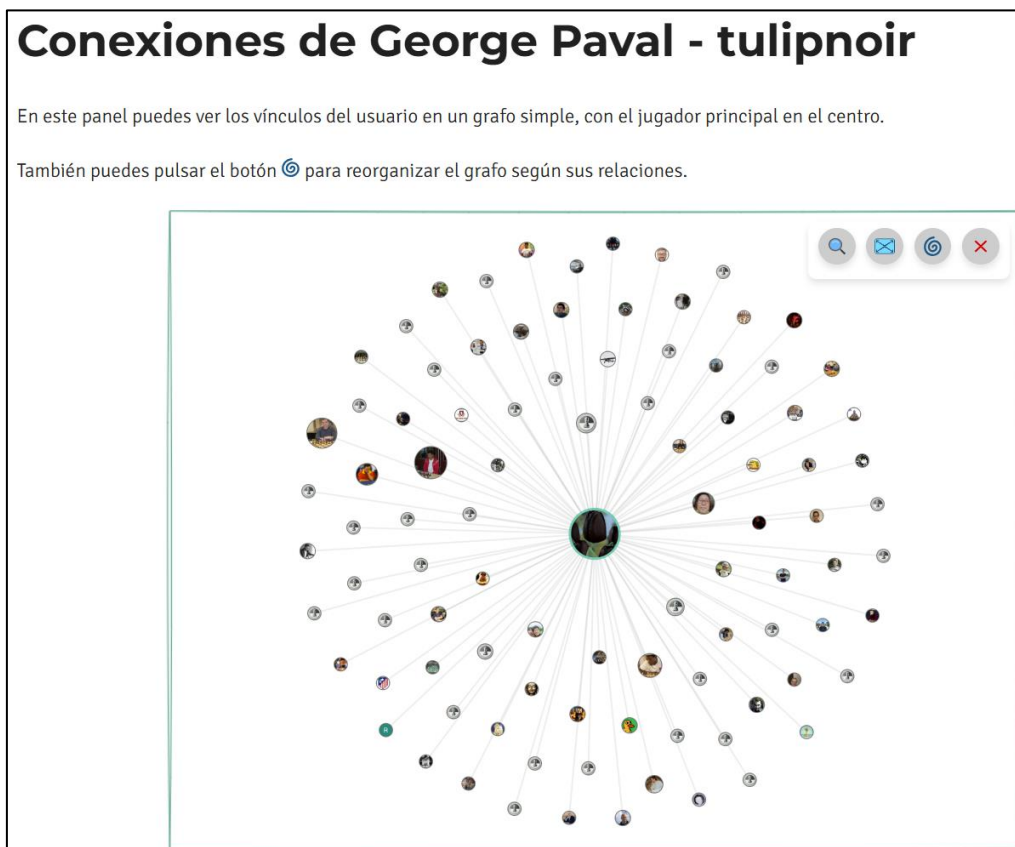 Conexiones de George Paval - tulipnoir
En este panel puedes ver los vínculos del usuario en un grafo simple, con el jugador principal en el centro.
También puedes pulsar el botón para reorganizar el grafo según sus relaciones.
R